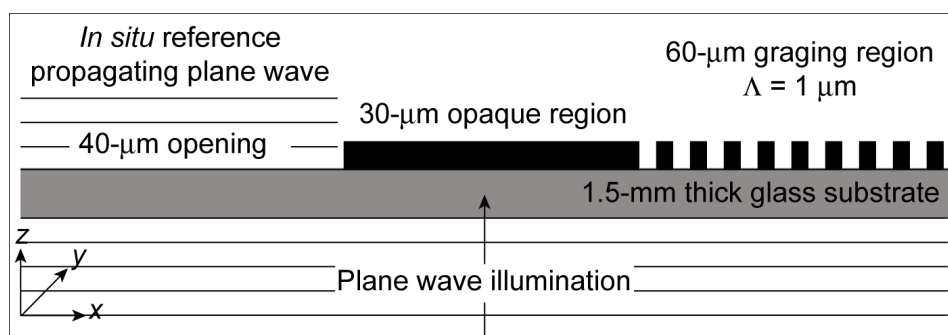 In situ reference
propagating plane wave
60-μm graging region
Λ = 1 μm
30-μm opaque region
40-μm opening
1.5-mm thick glass substrate
z
y
Plane wave illumination
x